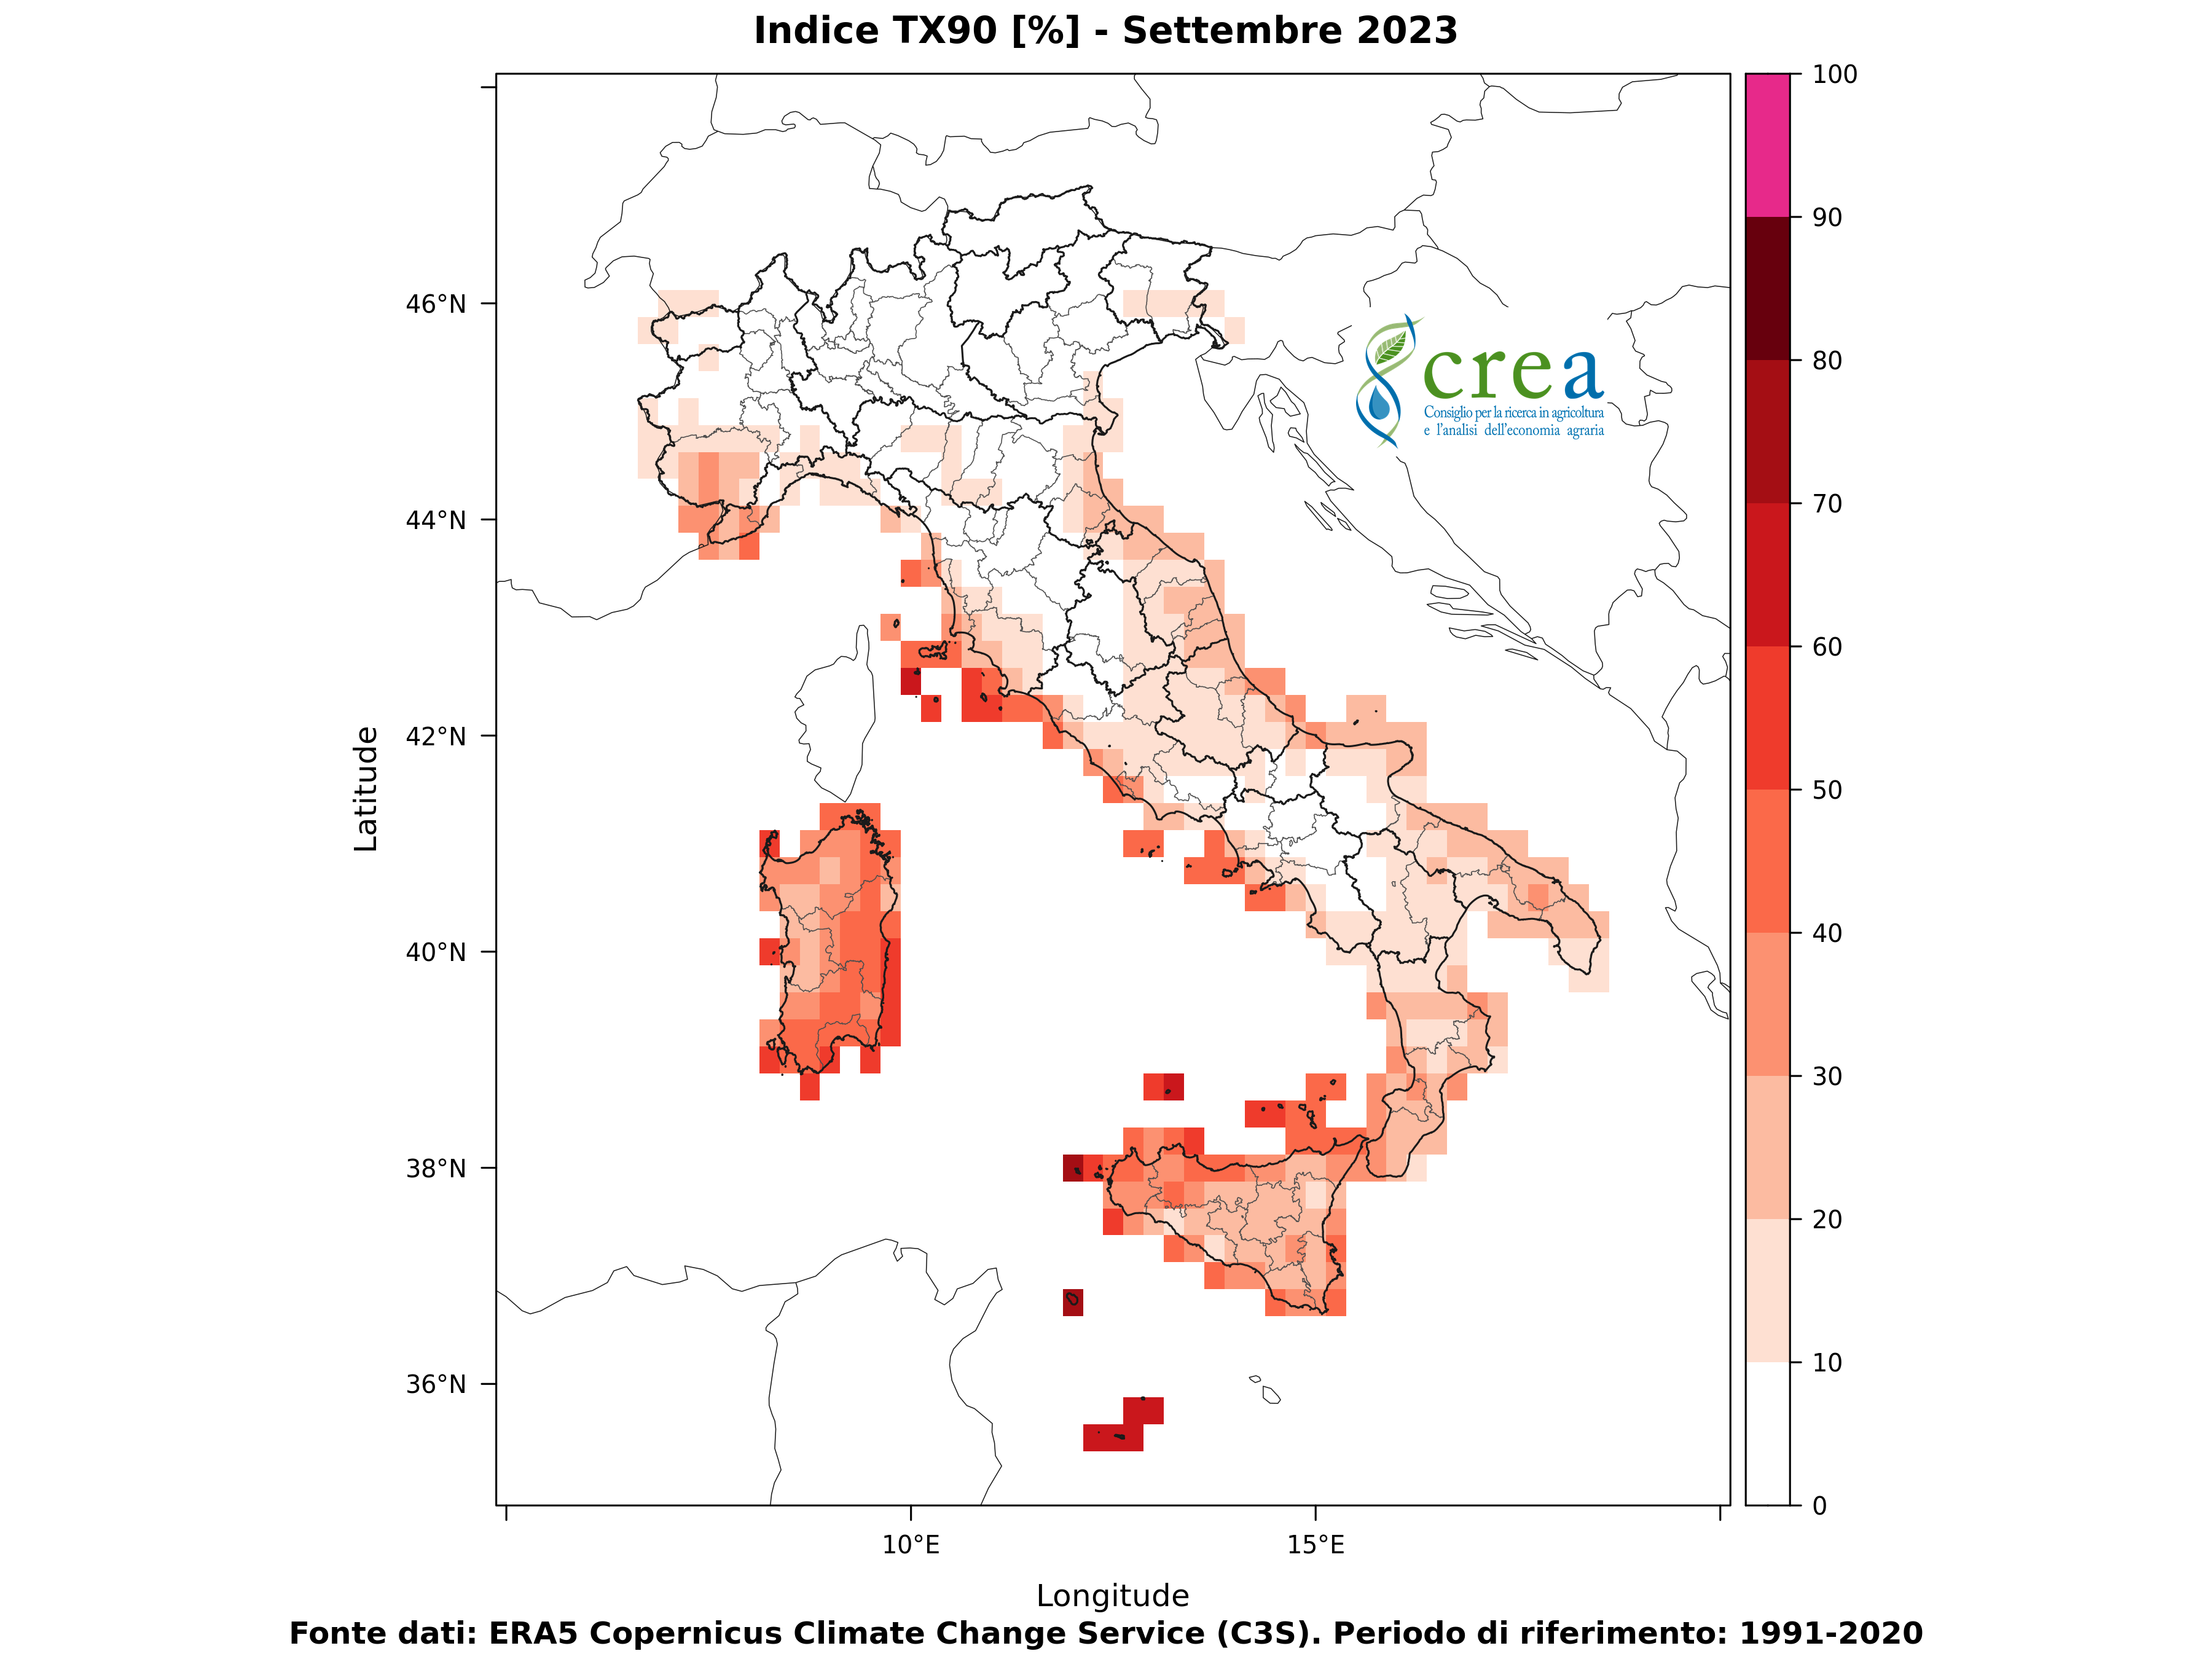 Indice TX90 [%] - Settembre 2023
100
90
80
70
60
50
40
30
20
10
0
46°N
44°N
42°N
40°N
38°N
36°N
Latitude
crea
Consiglio per la ricerca in agricoltura
e l'analisi dell'economia agraria
10°E
15°E
Longitude
Fonte dati: ERA5 Copernicus Climate Change Service (C3S). Periodo di riferimento: 1991-2020